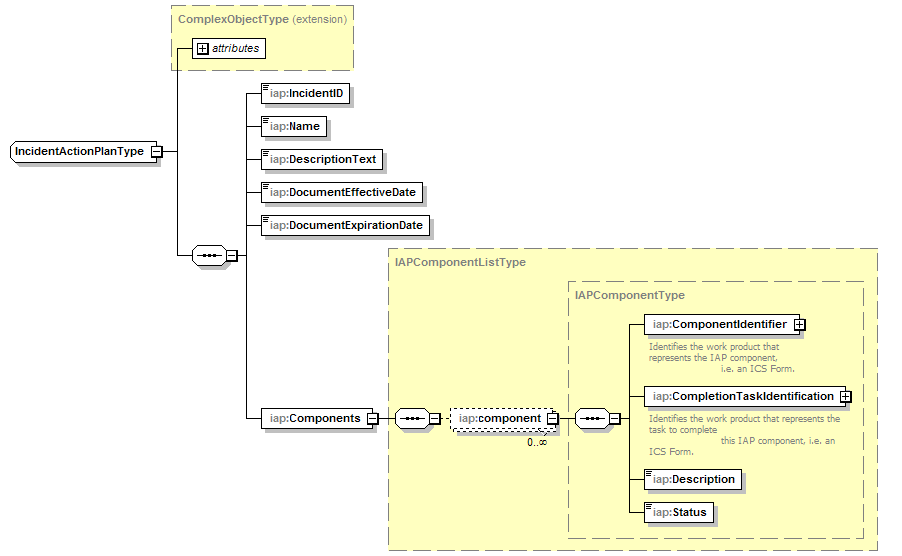 ComplexObjectType (extension)
attributes
iap:IncidentID
iap:Name
IncidentActionPlanType
iap:DescriptionText
iap:DocumentEffectiveDate
iap:DocumentExpirationDate
IAPComponentListType
IAPComponentType
iap:ComponentIdentifier
Identifies the work product that
represents the IAP component,
i.e. an ICS Form.
iap:CompletionTaskIdentification
Identifies the work product that represents the
task to complete
this IAP component, i.e. an
ICS Form.
iap:Components
iap:component
0..∞
iap:Description
iap:Status